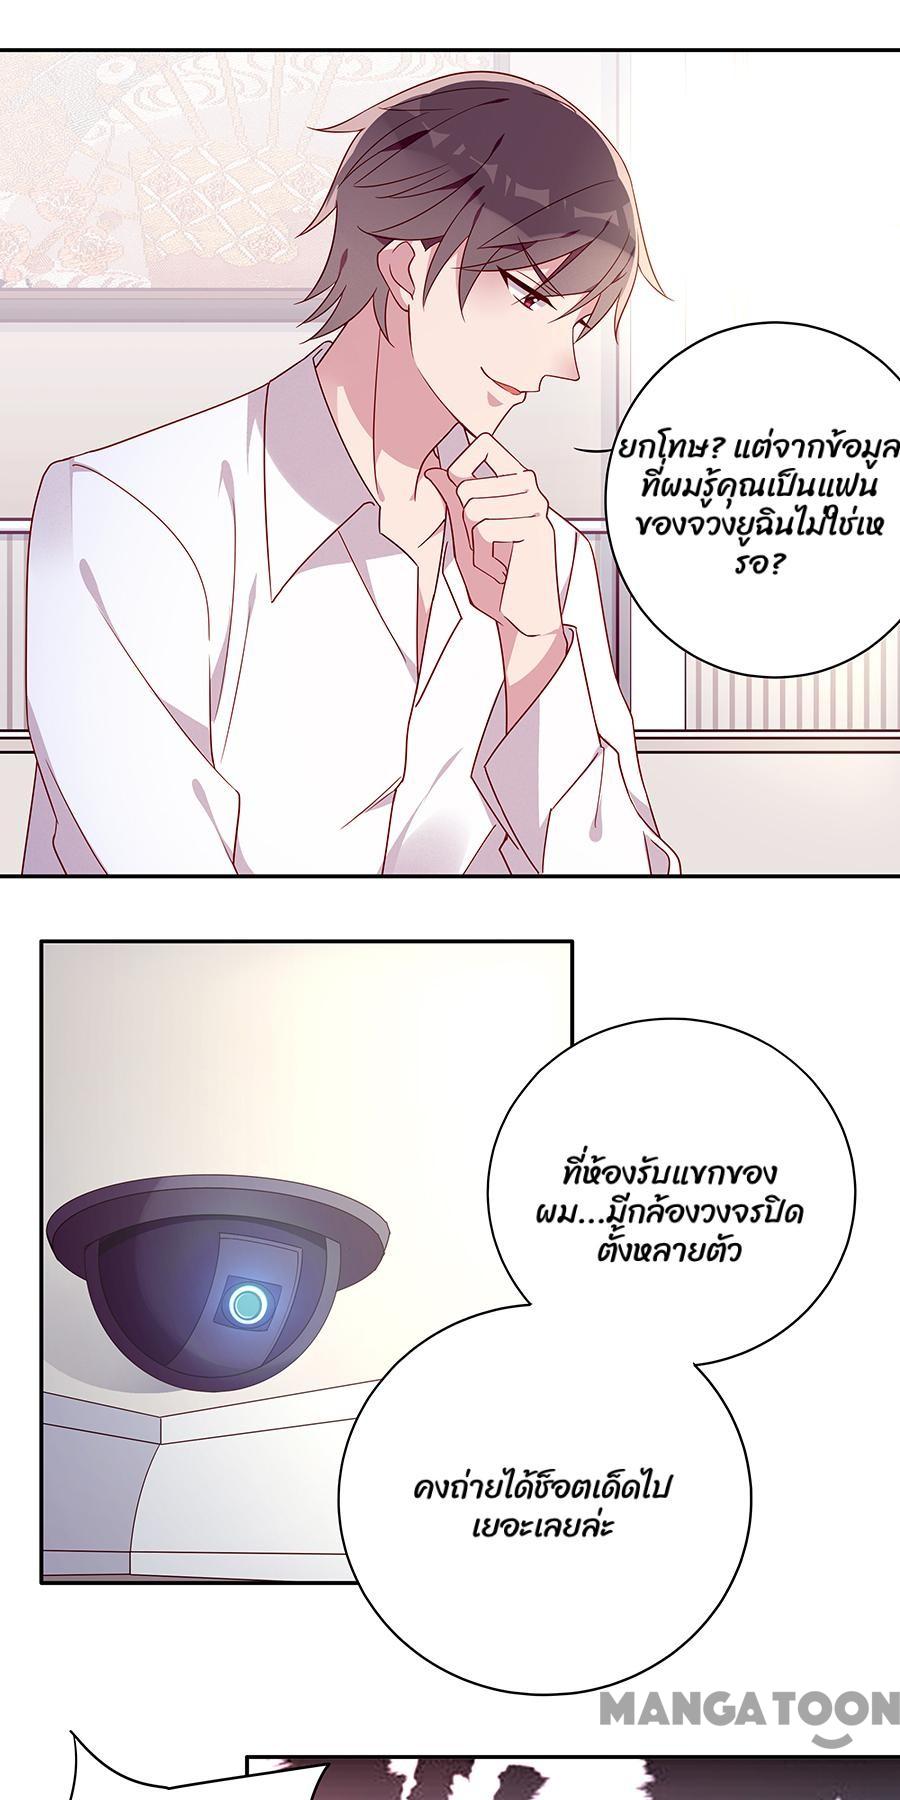 ยกโทษ? แต่จากข้อมูล
ที่ผมรู้คุณเป็นแฟน
ของจวงยูฉินไม่ใช่เห
รอ?
ที่ห้องรับแขกของ
ผม...มีกล้องวงจรปิด
ตั้งหลายตัว
คงถ่ายได้ช็อตเด็ดไป
เยอะเลยล่ะ
MANGATOON